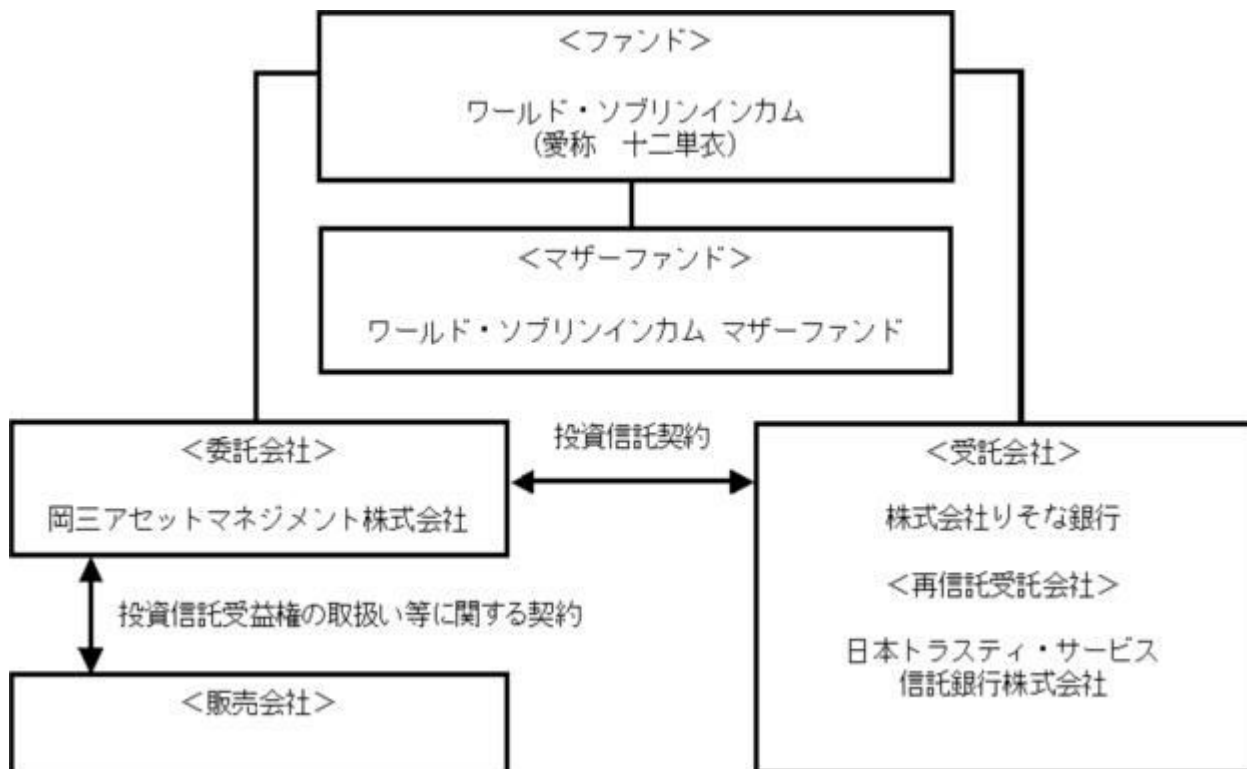 ＜ファンド＞
ワールド・ソブリンインカム
(愛称　十二単衣)
＜マザーファンド＞
ワールド・ソブリンインカム マザーファンド
＜委託会社＞
岡三アセットマネジメント株式会社
投資信託契約
＜受託会社＞
株式会社りそな銀行
＜再信託受託会社＞
日本トラスティ・サービス
信託銀行株式会社
投資信託受益権の取扱い等に関する契約
＜販売会社＞